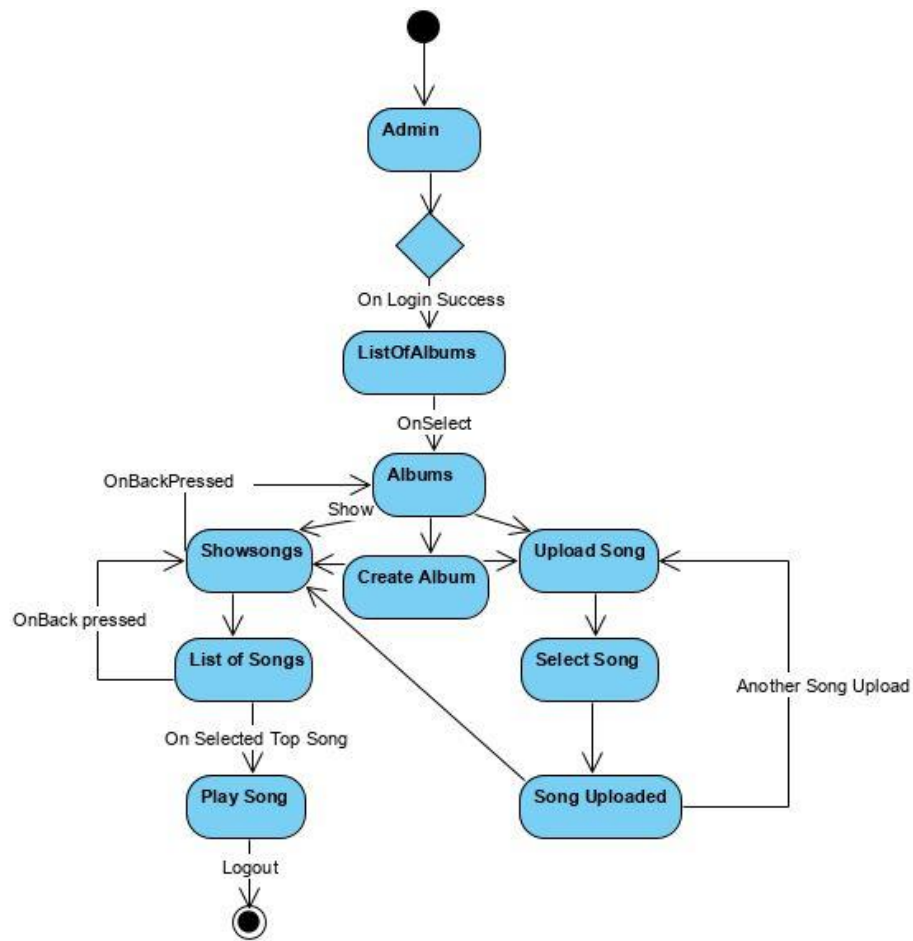 Admin
On Login Success
ListOfAlbums
OnSelect
Albums
OnBackPressed
Show
Showsongs
Create Album
Upload Song
OnBack pressed
List of Songs
Select Song
Another Song Upload
On Selected Top Song
Play Song
Song Uploaded
Logout